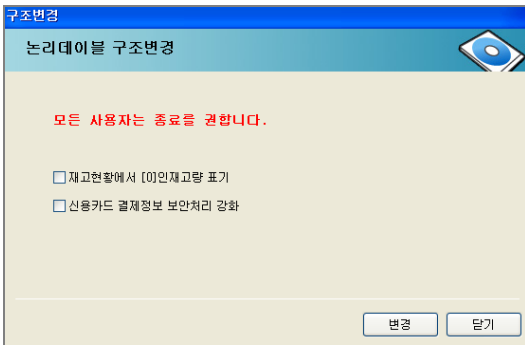 구조변경
논리데이블 구조변경
모든 사용자는 종료를 권합니다.
재고현황에서 [0]인재고량 표기
신용카드 결제정보 보안처리 강화
변경
닫기